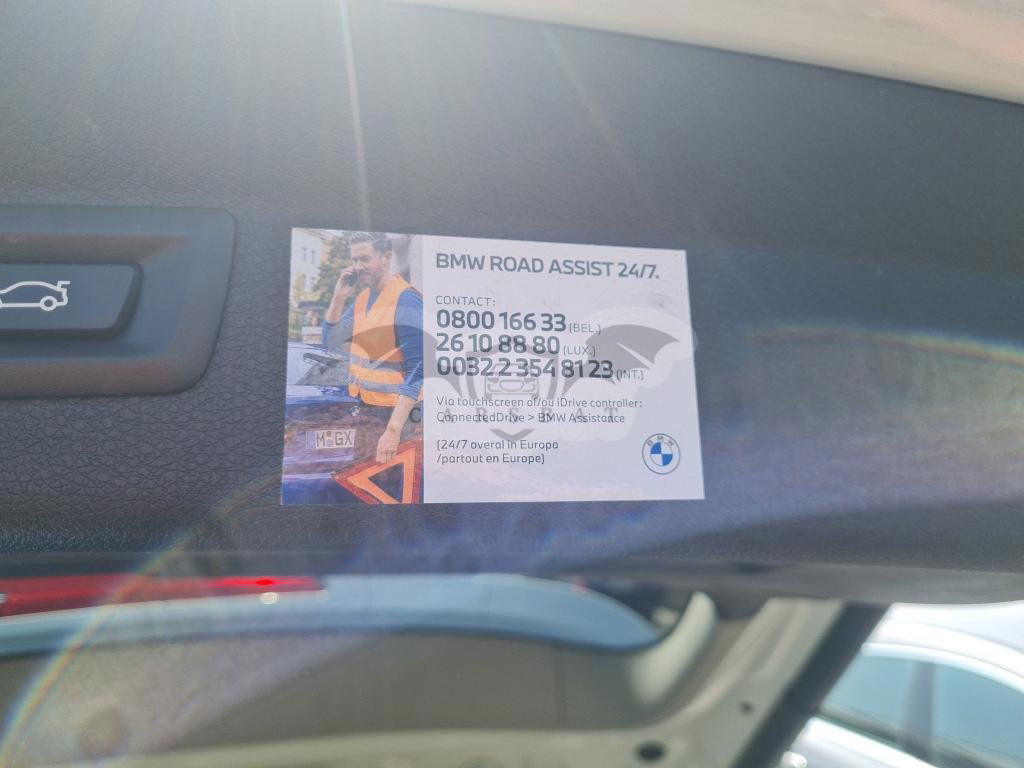 BMW ROAD ASSIST 24/7.
CONTACT:
0800 166 33 (BEL.)
26 10 88 80 (LUX.)
0032 2 354 81 23 (INT.)
Via touchscreen of/ou iDrive controller:
ConnectedDrive > BMW Assistance
CARSBAT
(24/7 overal in Europa
/partout en Europe)
BMW
M GX